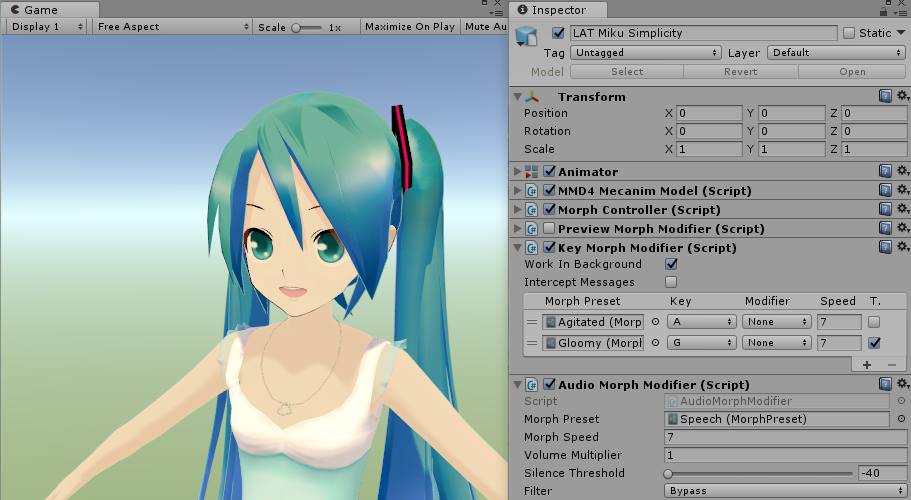 Game
Display 1 Free Aspect Scale 1x Maximize On Play Mute Au
Inspector
LAT Miku Simplicity Static
Tag Untagged Layer Default
Model Select Revert Open
Transform
Position X 0 Y 0 Z 0
Rotation X 0 Y 0 Z 0
Scale X 1 Y 1 Z 1
Animator
MMD4 Mecanim Model (Script)
Morph Controller (Script)
Preview Morph Modifier (Script)
Key Morph Modifier (Script)
Work In Background
Intercept Messages
Morph Preset Key Modifier Speed T.
Agitated (Morp A None 7
Gloomy (Morph G None 7
Audio Morph Modifier (Script)
Script AudioMorphModifier
Morph Preset Speech (MorphPreset)
Morph Speed 7
Volume Multiplier 1
Silence Threshold -40
Filter Bypass